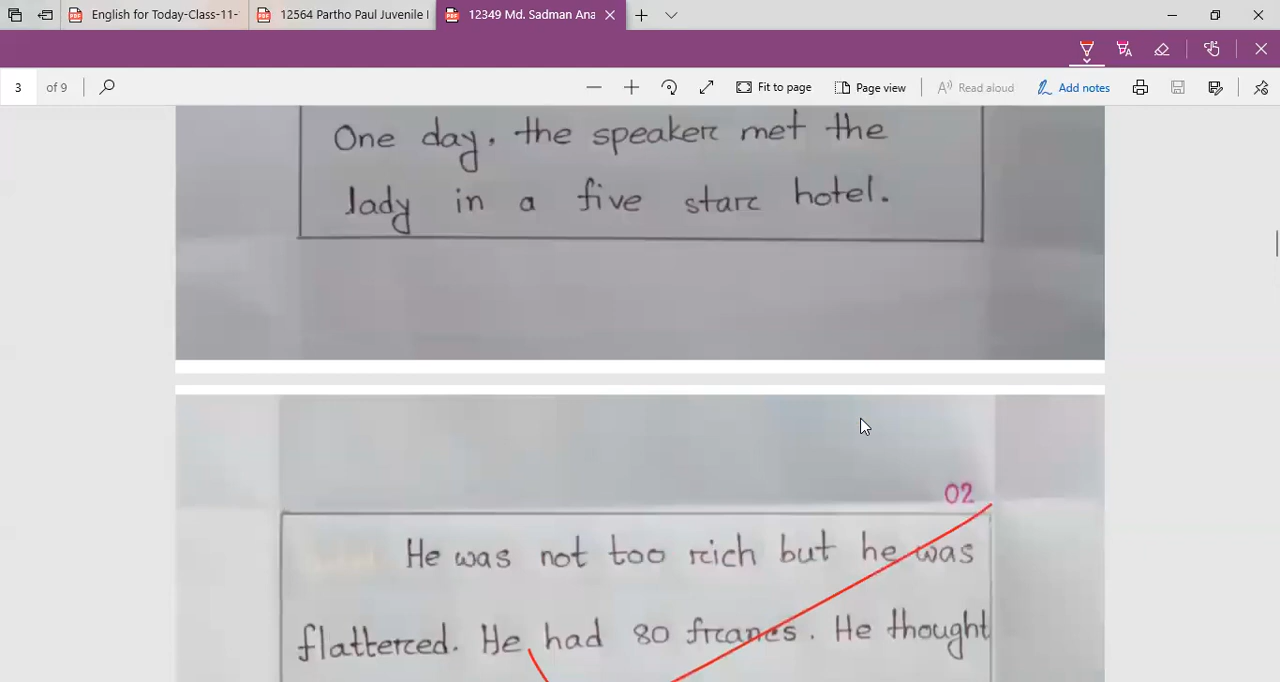 English for Today-Class-11-
12564 Partho Paul Juvenile
12349 Md. Sadman Ana
3 of 9
Fit to page
Page view
Read aloud
Add notes
One day, the speaker met the
lady in a five star hotel.
02
He was not too rich but he was
flattered. He had 80 francs. He thought